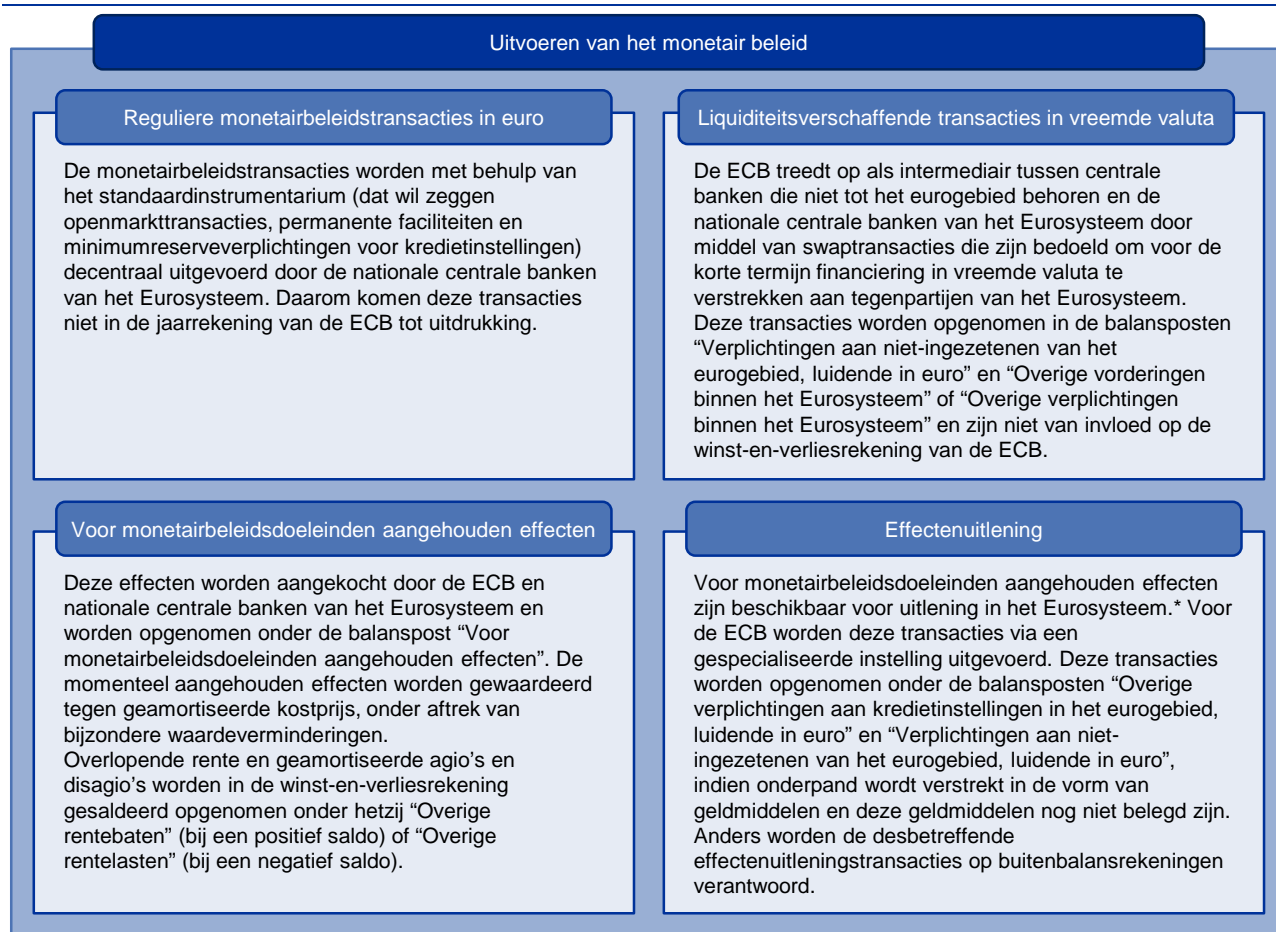 Uitvoeren van het monetair beleid
Reguliere monetairbeleidstransacties in euro
De monetairbeleidstransacties worden met behulp van
het standaardinstrumentarium (dat wil zeggen
openmarkttransacties, permanente faciliteiten en
minimumreserveverplichtingen voor kredietinstellingen)
decentraal uitgevoerd door de nationale centrale banken
van het Eurosysteem. Daarom komen deze transacties
niet in de jaarrekening van de ECB tot uitdrukking.
Liquiditeitsverschaffende transacties in vreemde valuta
De ECB treedt op als intermediair tussen centrale
banken die niet tot het eurogebied behoren en de
nationale centrale banken van het Eurosysteem door
middel van swaptransacties die zijn bedoeld om voor de
korte termijn financiering in vreemde valuta te
verstrekken aan tegenpartijen van het Eurosysteem.
Deze transacties worden opgenomen in de balansposten
“Verplichtingen aan niet-ingezetenen van het
eurogebied, luidende in euro” en “Overige vorderingen
binnen het Eurosysteem” of “Overige verplichtingen
binnen het Eurosysteem” en zijn niet van invloed op de
winst-en-verliesrekening van de ECB.
Voor monetairbeleidsdoeleinden aangehouden effecten
Deze effecten worden aangekocht door de ECB en
nationale centrale banken van het Eurosysteem en
worden opgenomen onder de balanspost “Voor
monetairbeleidsdoeleinden aangehouden effecten”. De
momenteel aangehouden effecten worden gewaardeerd
tegen geamortiseerde kostprijs, onder aftrek van
bijzondere waardeverminderingen.
Overlopende rente en geamortiseerde agio’s en
disagio’s worden in de winst-en-verliesrekening
gesaldeerd opgenomen onder hetzij “Overige
rentebaten” (bij een positief saldo) of “Overige
rentelasten” (bij een negatief saldo).
Effectenuitlening
Voor monetairbeleidsdoeleinden aangehouden effecten
zijn beschikbaar voor uitlening in het Eurosysteem.* Voor
de ECB worden deze transacties via een
gespecialiseerde instelling uitgevoerd. Deze transacties
worden opgenomen onder de balansposten “Overige
verplichtingen aan kredietinstellingen in het eurogebied,
luidende in euro” en “Verplichtingen aan niet-
ingezetenen van het eurogebied, luidende in euro”,
indien onderpand wordt verstrekt in de vorm van
geldmiddelen en deze geldmiddelen nog niet belegd zijn.
Anders worden de desbetreffende
effectenuitleningstransacties op buitenbalansrekeningen
verantwoord.